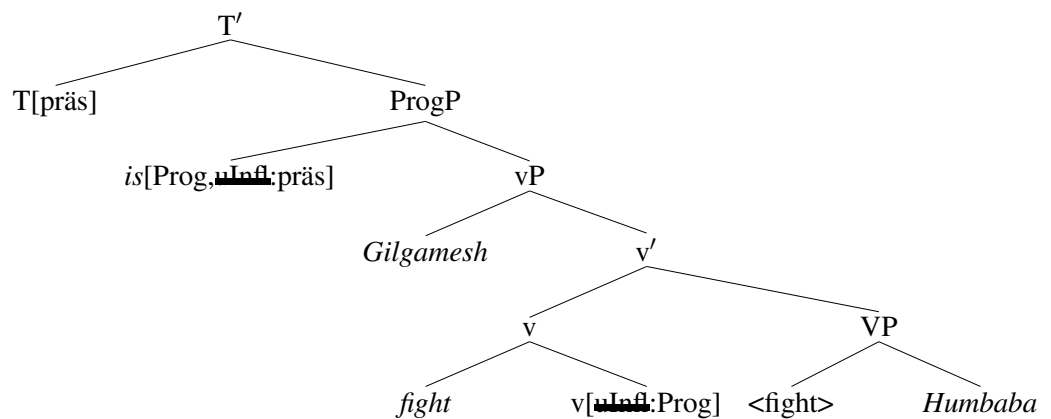 T′
T[präs] ProgP
is[Prog,uInfl:präs] vP
Gilgamesh v′
v VP
fight v[uInfl:Prog] <fight> Humbaba